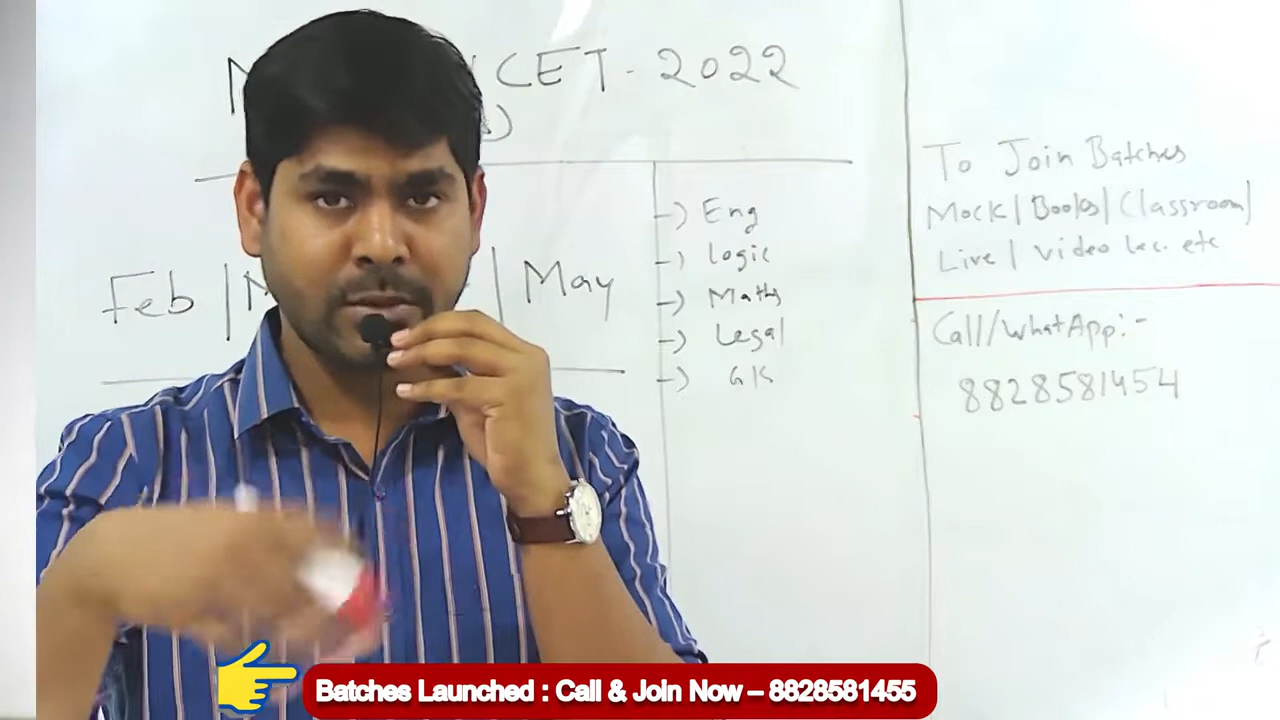 CET - 2022
Feb | | May
→ Eng
→ Logic
→ Maths
→ Legal
→ GK
To Join Batches
Mock / Books / Classroom /
Live / Video Lec. etc
Call/WhatApp:-
8828581454
Batches Launched : Call & Join Now – 8828581455